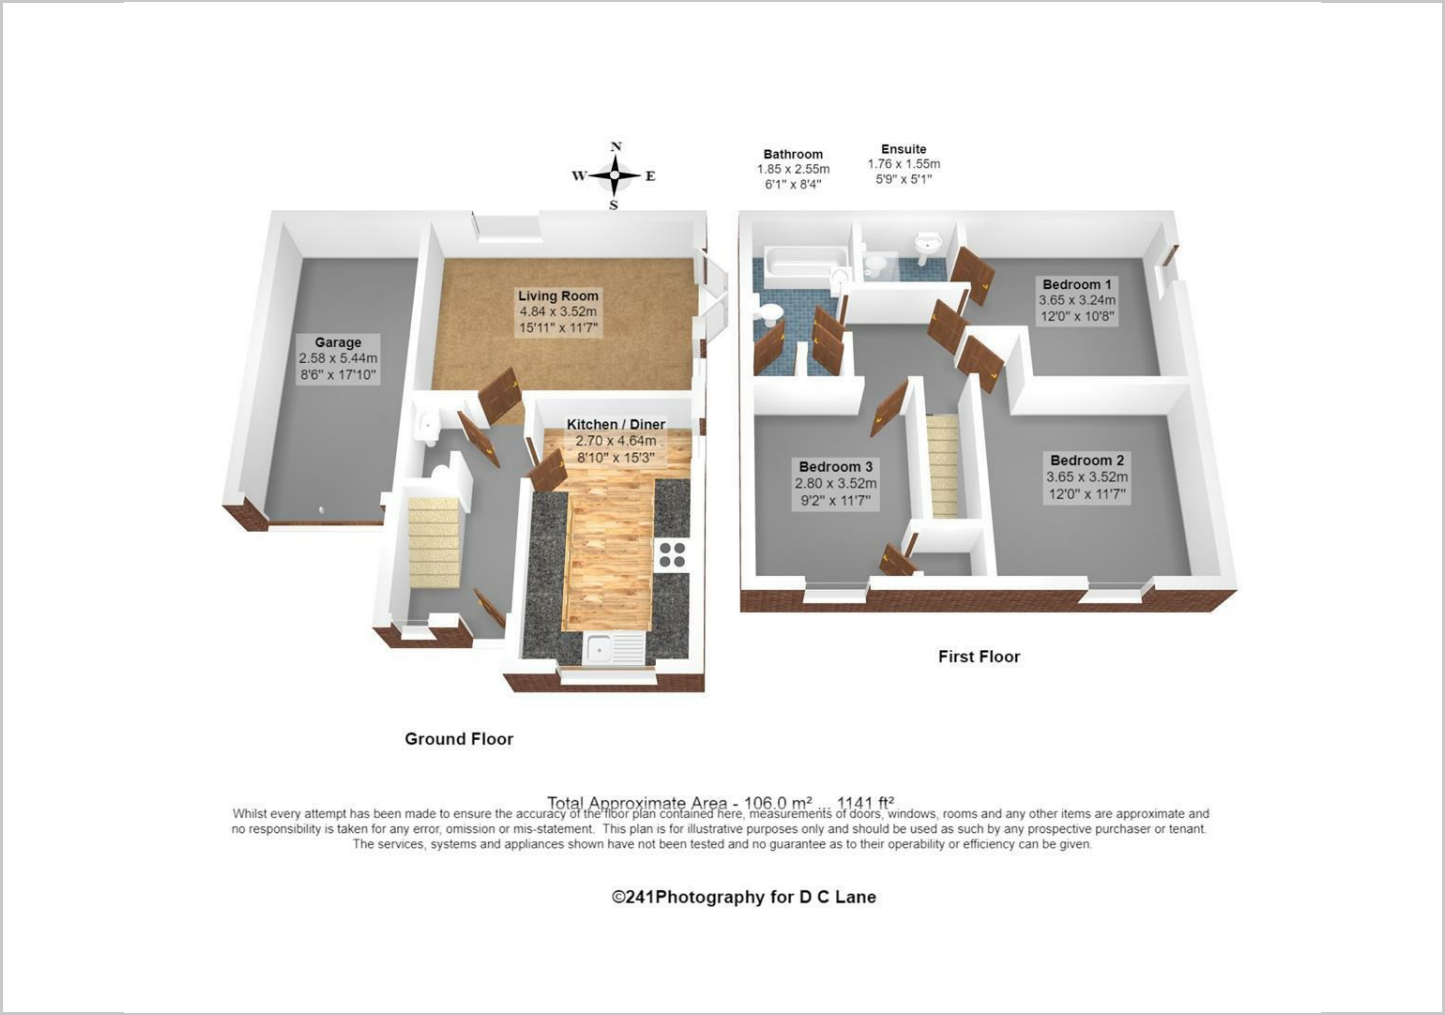 N
W E
S
Bathroom
1.85 x 2.55m
6'1" x 8'4"
Ensuite
1.76 x 1.55m
5'9" x 5'1"
Living Room
4.84 x 3.52m
15'11" x 11'7"
Garage
2.58 x 5.44m
8'6" x 17'10"
Kitchen / Diner
2.70 x 4.64m
8'10" x 15'3"
Bedroom 1
3.65 x 3.24m
12'0" x 10'8"
Bedroom 3
2.80 x 3.52m
9'2" x 11'7"
Bedroom 2
3.65 x 3.52m
12'0" x 11'7"
First Floor
Ground Floor
Total Approximate Area - 106.0 m² ... 1141 ft²
Whilst every attempt has been made to ensure the accuracy of the floor plan contained here, measurements of doors, windows, rooms and any other items are approximate and
no responsibility is taken for any error, omission or mis-statement. This plan is for illustrative purposes only and should be used as such by any prospective purchaser or tenant.
The services, systems and appliances shown have not been tested and no guarantee as to their operability or efficiency can be given.
©241Photography for D C Lane